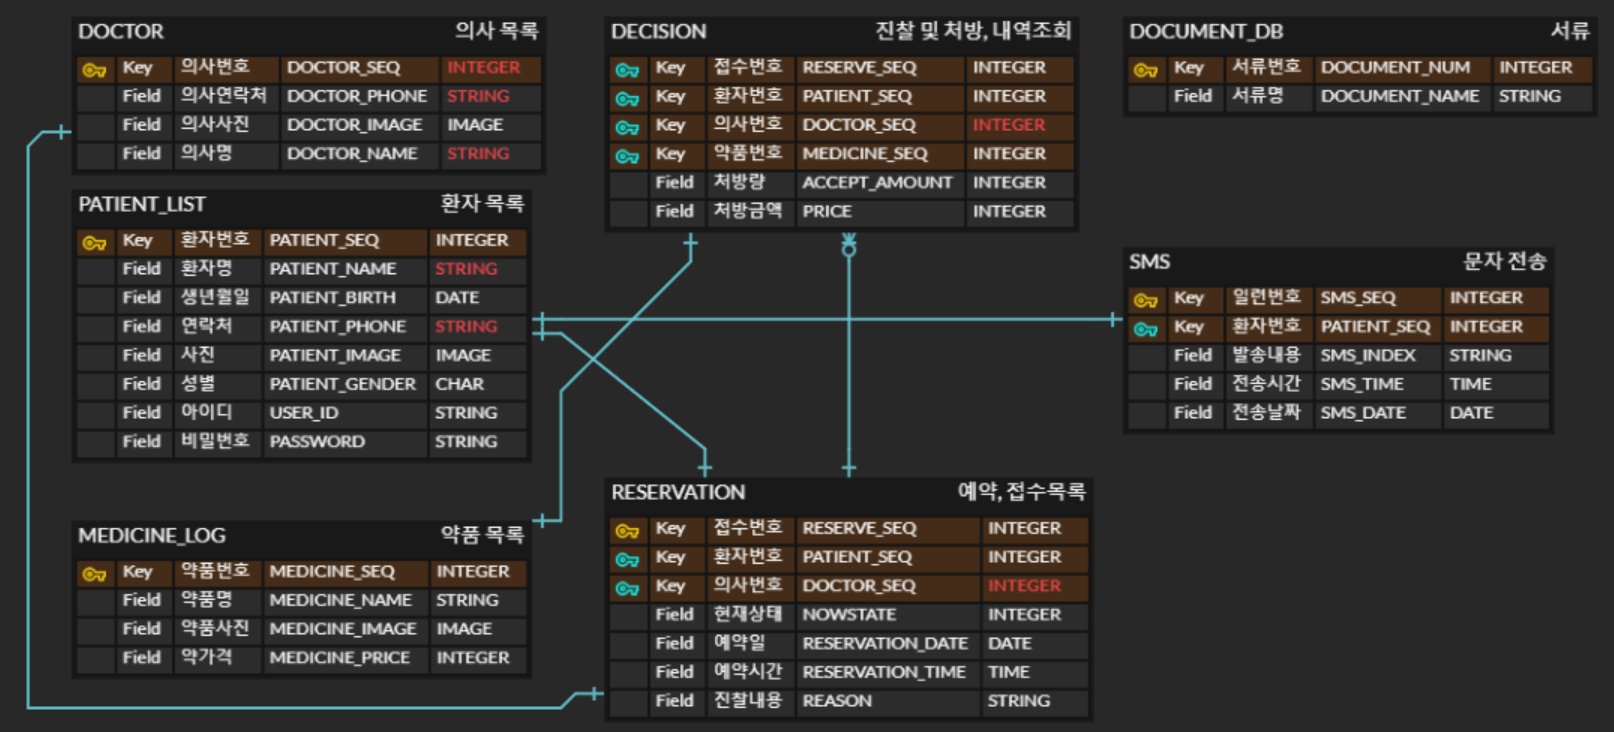 DOCTOR 의사 목록
Key 의사번호 DOCTOR_SEQ INTEGER
Field 의사연락처 DOCTOR_PHONE STRING
Field 의사사진 DOCTOR_IMAGE IMAGE
Field 의사명 DOCTOR_NAME STRING
PATIENT_LIST 환자 목록
Key 환자번호 PATIENT_SEQ INTEGER
Field 환자명 PATIENT_NAME STRING
Field 생년월일 PATIENT_BIRTH DATE
Field 연락처 PATIENT_PHONE STRING
Field 사진 PATIENT_IMAGE IMAGE
Field 성별 PATIENT_GENDER CHAR
Field 아이디 USER_ID STRING
Field 비밀번호 PASSWORD STRING
MEDICINE_LOG 약품 목록
Key 약품번호 MEDICINE_SEQ INTEGER
Field 약품명 MEDICINE_NAME STRING
Field 약품사진 MEDICINE_IMAGE IMAGE
Field 약가격 MEDICINE_PRICE INTEGER
DECISION 진찰 및 처방, 내역조회
Key 접수번호 RESERVE_SEQ INTEGER
Key 환자번호 PATIENT_SEQ INTEGER
Key 의사번호 DOCTOR_SEQ INTEGER
Key 약품번호 MEDICINE_SEQ INTEGER
Field 처방량 ACCEPT_AMOUNT INTEGER
Field 처방금액 PRICE INTEGER
RESERVATION 예약, 접수목록
Key 접수번호 RESERVE_SEQ INTEGER
Key 환자번호 PATIENT_SEQ INTEGER
Key 의사번호 DOCTOR_SEQ INTEGER
Field 현재상태 NOWSTATE INTEGER
Field 예약일 RESERVATION_DATE DATE
Field 예약시간 RESERVATION_TIME TIME
Field 진찰내용 REASON STRING
DOCUMENT_DB 서류
Key 서류번호 DOCUMENT_NUM INTEGER
Field 서류명 DOCUMENT_NAME STRING
SMS 문자 전송
Key 일련번호 SMS_SEQ INTEGER
Key 환자번호 PATIENT_SEQ INTEGER
Field 발송내용 SMS_INDEX STRING
Field 전송시간 SMS_TIME TIME
Field 전송날짜 SMS_DATE DATE